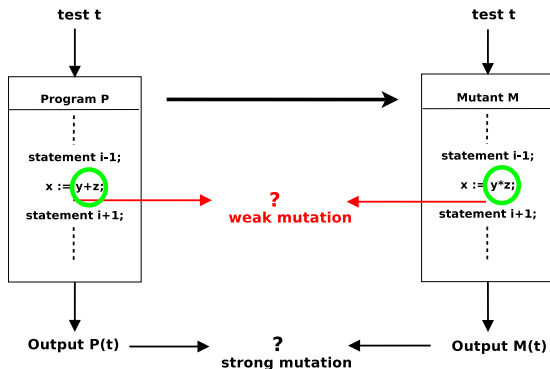 test t
test t
Program P
Mutant M
statement i-1;
x := y+z;
statement i+1;
statement i-1;
x := y*z;
statement i+1;
?
weak mutation
Output P(t)
?
strong mutation
Output M(t)